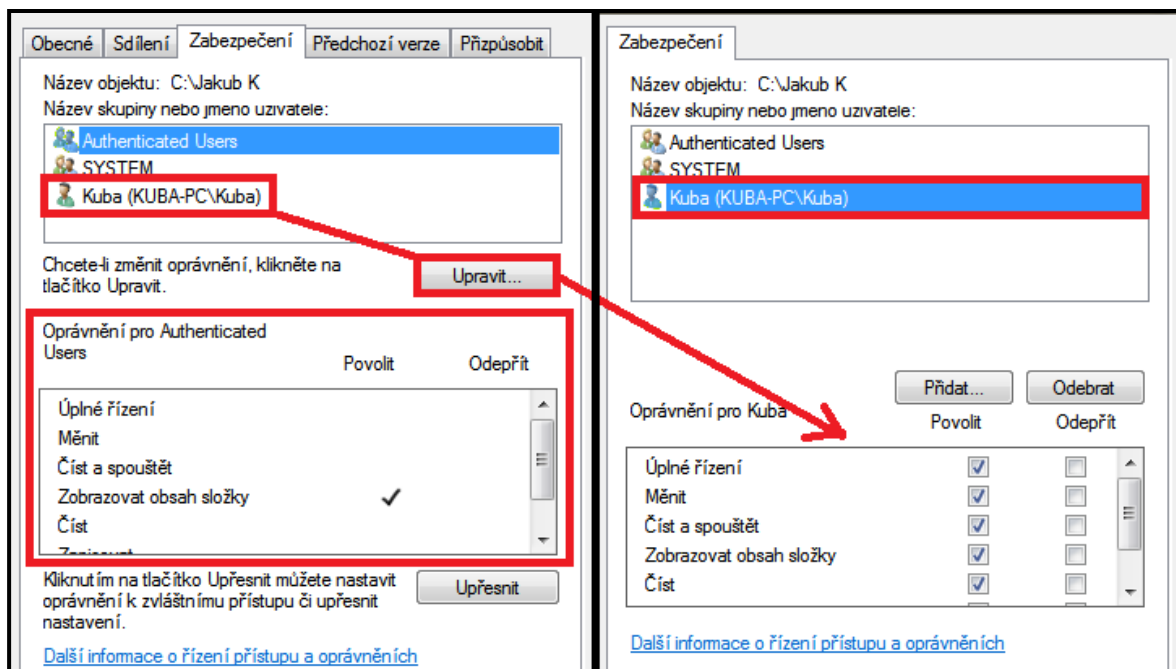 Obecné Sdílení Zabezpečení Předchozí verze Přizpůsobit
Název objektu: C:\Jakub K
Název skupiny nebo jmeno uzivatele:
Authenticated Users
SYSTEM
Kuba (KUBA-PC\Kuba)
Chcete-li změnit oprávnění, klikněte na
tlačítko Upravit.
Upravit...
Oprávnění pro Authenticated
Users
Povolit Odepřít
Úplné řízení
Měnit
Číst a spouštět
Zobrazovat obsah složky
Číst
Zapisovat
Kliknutím na tlačítko Upřesnit můžete nastavit
oprávnění k zvláštnímu přístupu či upřesnit
nastavení.
Upřesnit
Další informace o řízení přístupu a oprávněních
Zabezpečení
Název objektu: C:\Jakub K
Název skupiny nebo jmeno uzivatele:
Authenticated Users
SYSTEM
Kuba (KUBA-PC\Kuba)
Přidat... Odebrat
Oprávnění pro Kuba
Povolit Odepřít
Úplné řízení
Měnit
Číst a spouštět
Zobrazovat obsah složky
Číst
Další informace o řízení přístupu a oprávněních